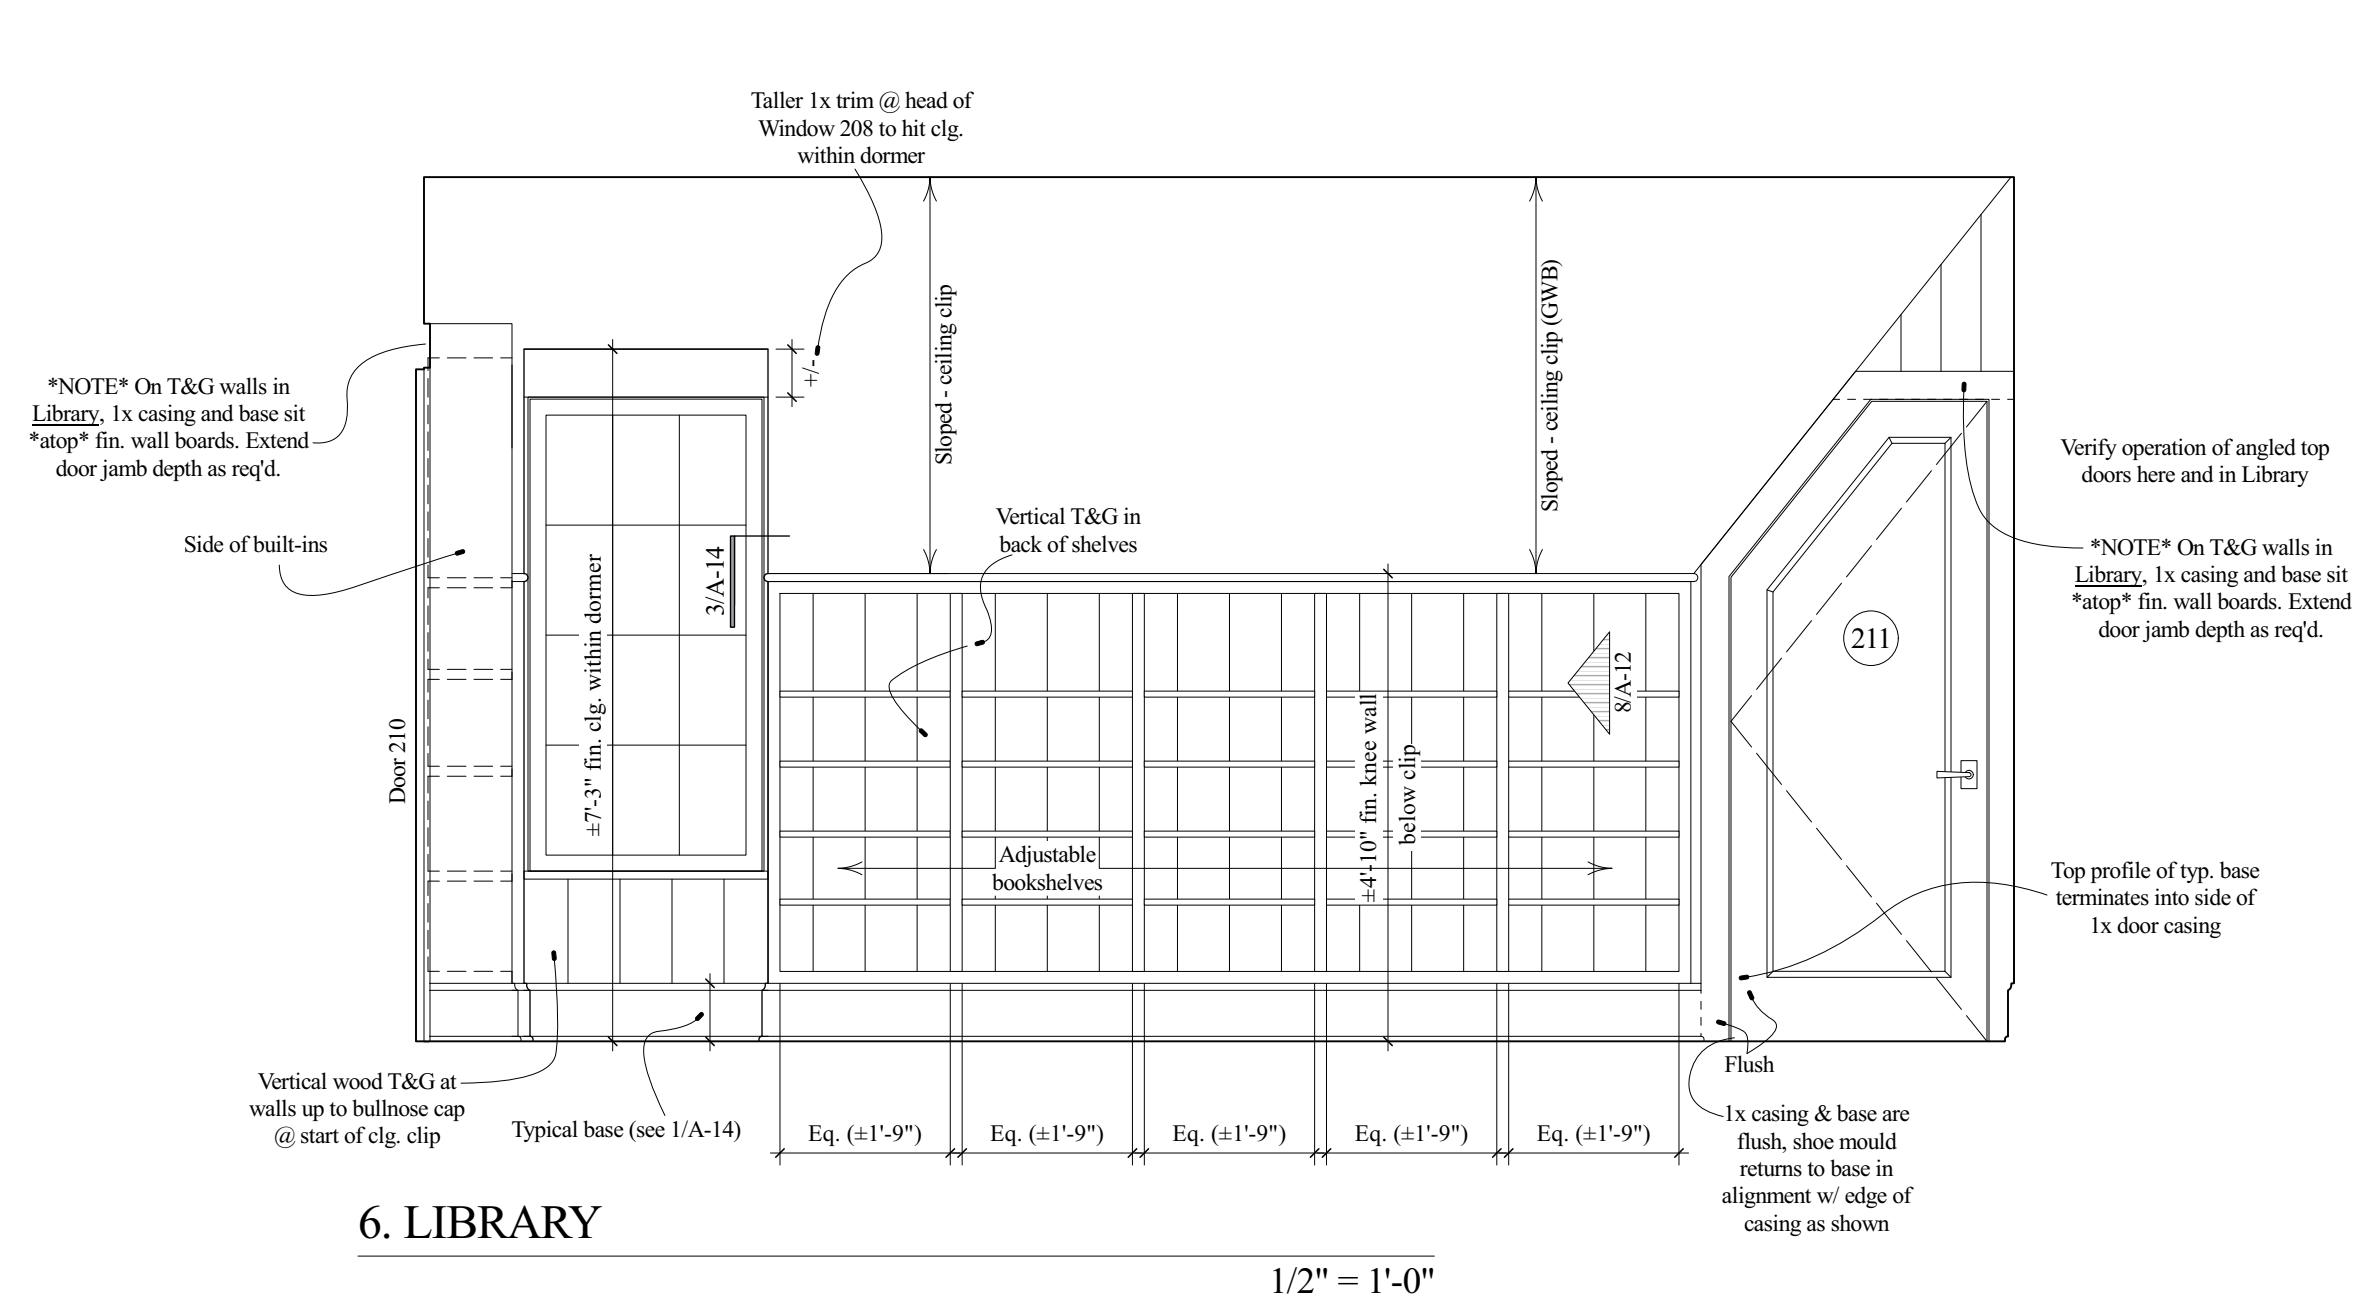 Taller 1x trim @ head of
Window 208 to hit clg.
within dormer
*NOTE* On T&G walls in
Library, 1x casing and base sit
*atop* fin. wall boards. Extend
door jamb depth as req'd.
Side of built-ins
Door 210
±7'-3" fin. clg. within dormer
+/-
3/A-14
Sloped - ceiling clip
Vertical T&G in
back of shelves
Sloped - ceiling clip (GWB)
±4'-10" fin. knee wall
below clip
Adjustable
bookshelves
8/A-12
211
Verify operation of angled top
doors here and in Library
*NOTE* On T&G walls in
Library, 1x casing and base sit
*atop* fin. wall boards. Extend
door jamb depth as req'd.
Top profile of typ. base
terminates into side of
1x door casing
Flush
1x casing & base are
flush, shoe mould
returns to base in
alignment w/ edge of
casing as shown
Vertical wood T&G at
walls up to bullnose cap
@ start of clg. clip
Typical base (see 1/A-14)
Eq. (±1'-9")
Eq. (±1'-9")
Eq. (±1'-9")
Eq. (±1'-9")
Eq. (±1'-9")
6. LIBRARY
1/2" = 1'-0"